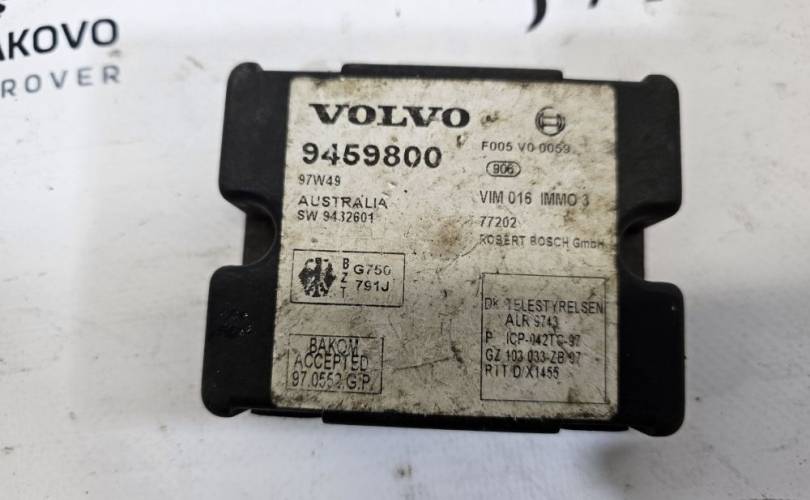 AKOVO
ROVER
VOLVO
9459800
97W49
AUSTRALIA
SW 9432601
F005 V0 0059
906
VIM 016 IMMO 3
77202
ROBERT BOSCH GmbH
BZT
G750
791J
BAKOM
ACCEPTED
97.0552.G.P.
DK TELESTYRELSEN
ALR 9743
P ICP-042TC-97
GZ 103 033-ZB 97
RIT D/X1455